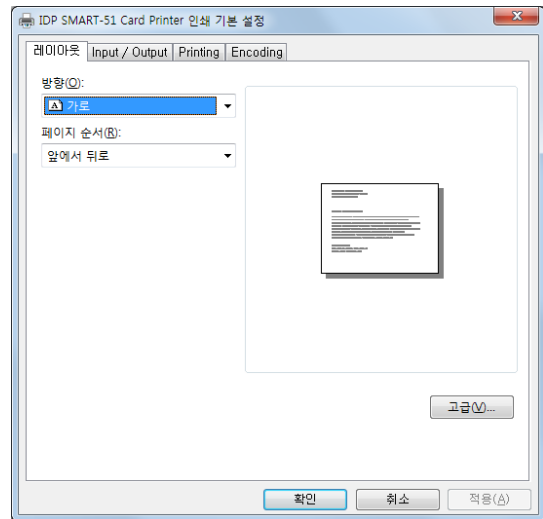 IDP SMART-51 Card Printer 인쇄 기본 설정
레이아웃 Input / Output Printing Encoding
방향(O):
가로
페이지 순서(R):
앞에서 뒤로
고급(V)...
확인 취소 적용(A)